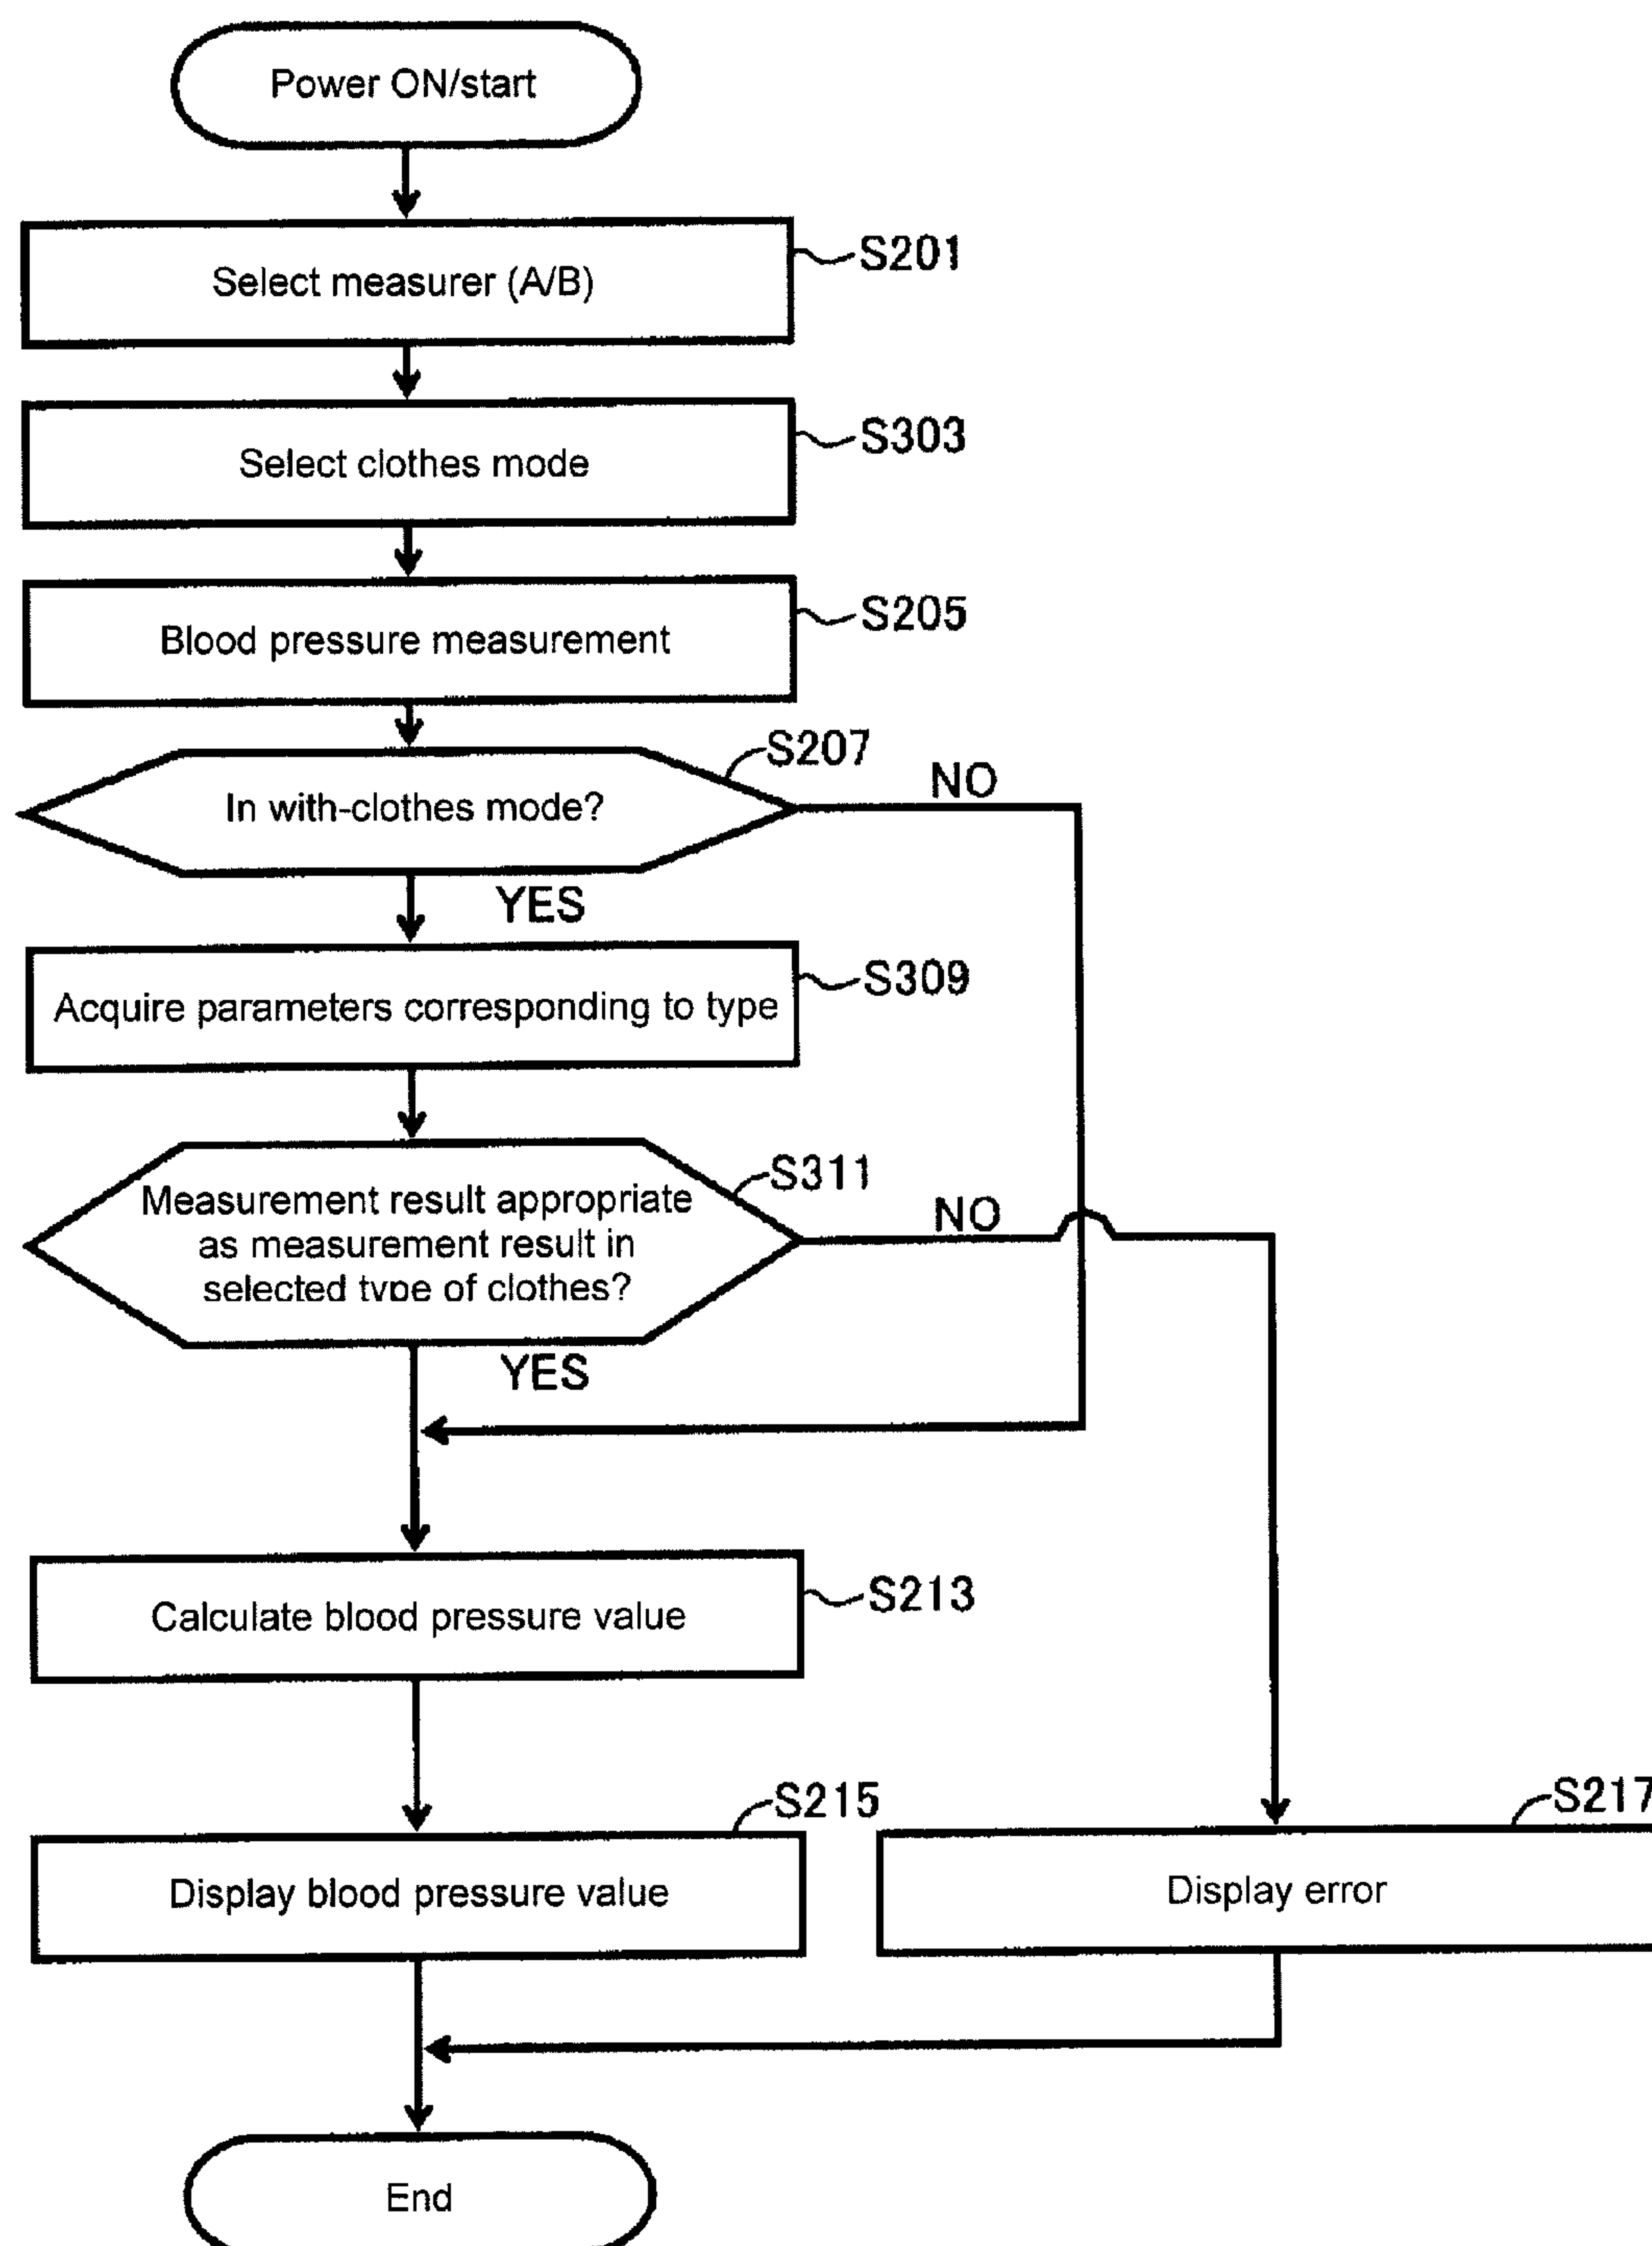 Power ON/start
Select measurer (A/B)
S201
Select clothes mode
S303
Blood pressure measurement
S205
S207
In with-clothes mode?
NO
YES
Acquire parameters corresponding to type
S309
S311
Measurement result appropriate
as measurement result in
selected type of clothes?
NO
YES
Calculate blood pressure value
S213
S215
Display blood pressure value
S217
Display error
End